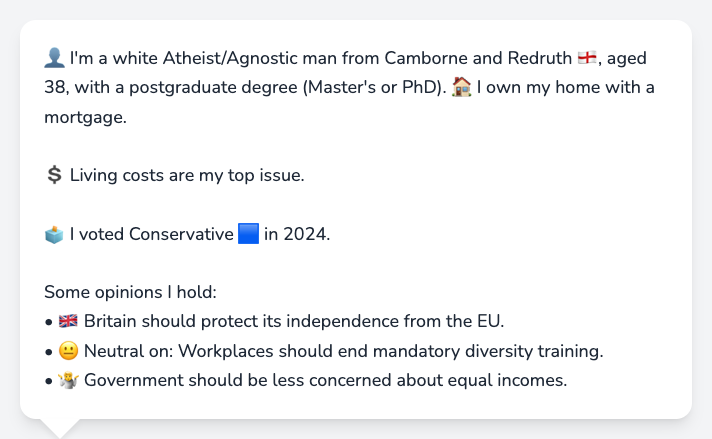 👤 I'm a white Atheist/Agnostic man from Camborne and Redruth 🏴󠁧󠁢󠁥󠁮󠁧󠁿, aged
38, with a postgraduate degree (Master's or PhD). 🏠 I own my home with a
mortgage.
💲 Living costs are my top issue.
🗳️ I voted Conservative 🟦 in 2024.
Some opinions I hold:
• 🇬🇧 Britain should protect its independence from the EU.
• 😐 Neutral on: Workplaces should end mandatory diversity training.
• 🤷 Government should be less concerned about equal incomes.